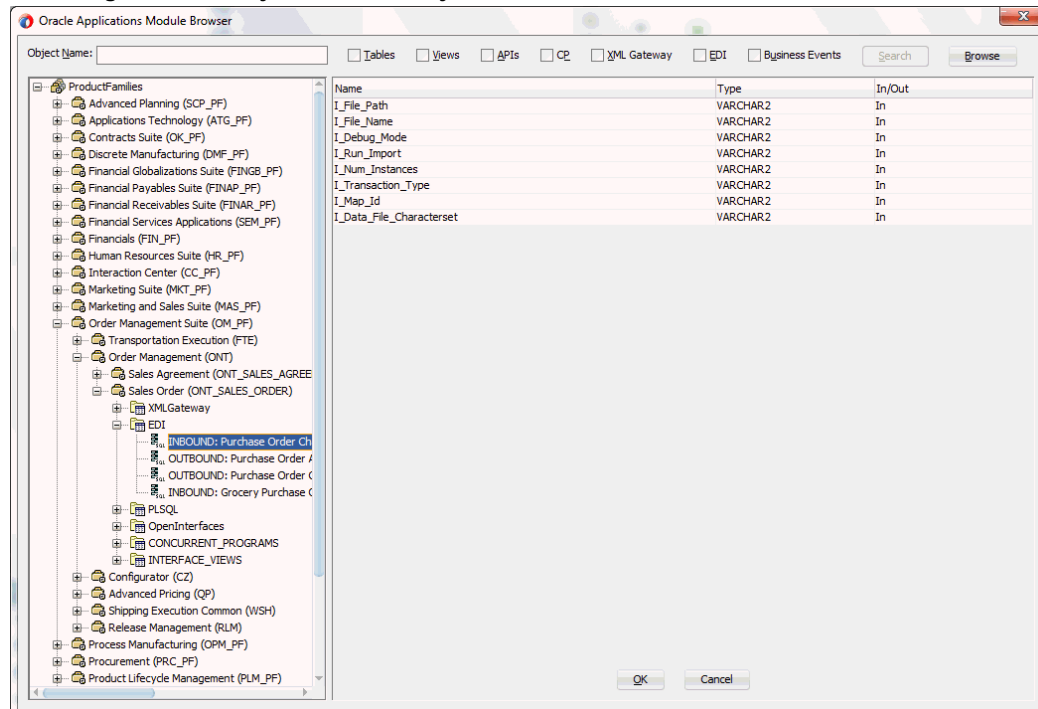 Oracle Applications Module Browser
Object Name:
Tables Views APIs CP XML Gateway EDI Business Events Search Browse
ProductFamilies
Advanced Planning (SCP_PF)
Applications Technology (ATG_PF)
Contracts Suite (OK_PF)
Discrete Manufacturing (DMF_PF)
Financial Globalizations Suite (FINGB_PF)
Financial Payables Suite (FINAP_PF)
Financial Receivables Suite (FINAR_PF)
Financial Services Applications (SEM_PF)
Financials (FIN_PF)
Human Resources Suite (HR_PF)
Interaction Center (CC_PF)
Marketing Suite (MKT_PF)
Marketing and Sales Suite (MAS_PF)
Order Management Suite (OM_PF)
Transportation Execution (FTE)
Order Management (ONT)
Sales Agreement (ONT_SALES_AGREE
Sales Order (ONT_SALES_ORDER)
XMLGateway
EDI
INBOUND: Purchase Order Ch
OUTBOUND: Purchase Order A
OUTBOUND: Purchase Order C
INBOUND: Grocery Purchase C
PLSQL
OpenInterfaces
CONCURRENT_PROGRAMS
INTERFACE_VIEWS
Configurator (CZ)
Advanced Pricing (QP)
Shipping Execution Common (WSH)
Release Management (RLM)
Process Manufacturing (OPM_PF)
Procurement (PRC_PF)
Product Lifecycle Management (PLM_PF)
Name Type In/Out
I_File_Path VARCHAR2 In
I_File_Name VARCHAR2 In
I_Debug_Mode VARCHAR2 In
I_Run_Import VARCHAR2 In
I_Num_Instances VARCHAR2 In
I_Transaction_Type VARCHAR2 In
I_Map_Id VARCHAR2 In
I_Data_File_Characterset VARCHAR2 In
OK Cancel